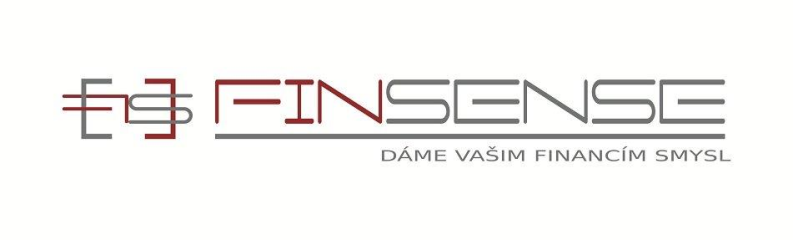 FINSENSE
DÁME VAŠIM FINANCÍM SMYSL